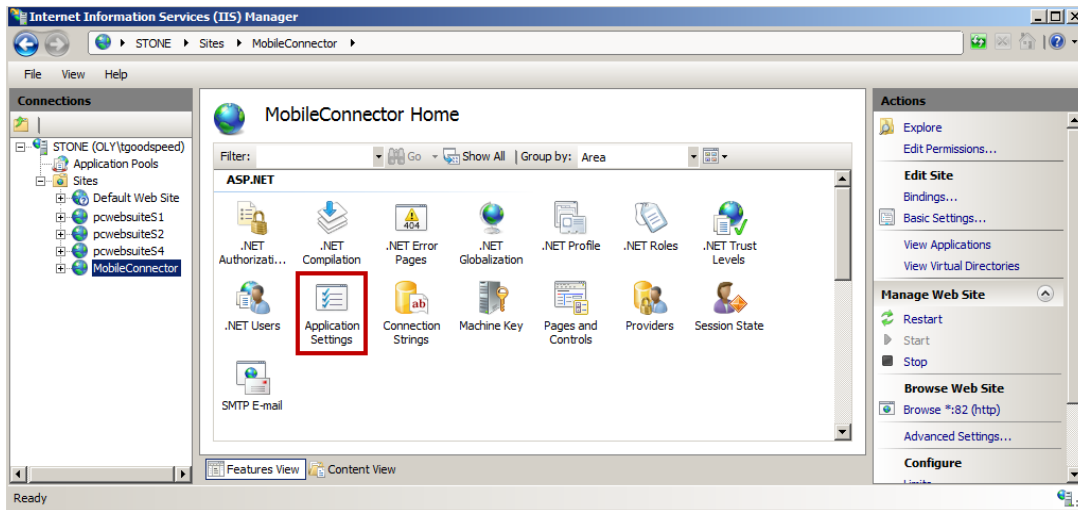 Internet Information Services (IIS) Manager
STONE Sites MobileConnector
File View Help
Connections
STONE (OLY\tgoodspeed)
Application Pools
Sites
Default Web Site
pcwebsuiteS1
pcwebsuiteS2
pcwebsuiteS4
MobileConnector
MobileConnector Home
Filter: Go Show All Group by: Area
ASP.NET
404
.NET Authorizati...
.NET Compilation
.NET Error Pages
.NET Globalization
.NET Profile
.NET Roles
.NET Trust Levels
ab
.NET Users
Application Settings
Connection Strings
Machine Key
Pages and Controls
Providers
Session State
SMTP E-mail
Features View Content View
Actions
Explore
Edit Permissions...
Edit Site
Bindings...
Basic Settings...
View Applications
View Virtual Directories
Manage Web Site
Restart
Start
Stop
Browse Web Site
Browse *:82 (http)
Advanced Settings...
Configure
Ready